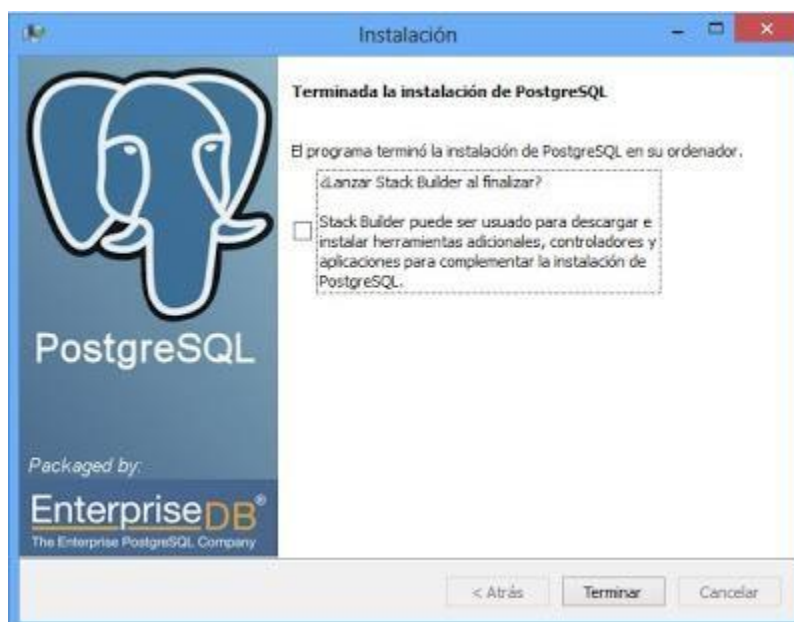 Instalación
Terminada la instalación de PostgreSQL
El programa terminó la instalación de PostgreSQL en su ordenador.
¿Lanzar Stack Builder al finalizar?
Stack Builder puede ser usado para descargar e
instalar herramientas adicionales, controladores y
aplicaciones para complementar la instalación de
PostgreSQL.
PostgreSQL
Packaged by:
EnterpriseDB®
The Enterprise PostgreSQL Company
< Atrás
Terminar
Cancelar